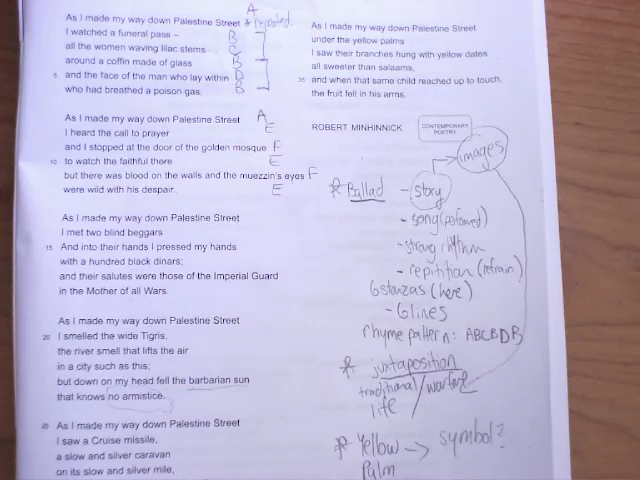 A
As I made my way down Palestine Street * repeated.
I watched a funeral pass – B
all the women waving lilac stems C
around a coffin made of glass B
5 and the face of the man who lay within D
who had breathed a poison gas. B
As I made my way down Palestine Street A
I heard the call to prayer E
and I stopped at the door of the golden mosque F
10 to watch the faithful there E
but there was blood on the walls and the muezzin's eyes F
were wild with his despair. E
As I made my way down Palestine Street
I met two blind beggars
15 And into their hands I pressed my hands
with a hundred black dinars;
and their salutes were those of the Imperial Guard
in the Mother of all Wars.
As I made my way down Palestine Street
20 I smelled the wide Tigris,
the river smell that lifts the air
in a city such as this;
but down on my head fell the barbarian sun
that knows no armistice.
25 As I made my way down Palestine Street
I saw a Cruise missile,
a slow and silver caravan
on its slow and silver mile,
As I made my way down Palestine Street
under the yellow palms
I saw their branches hung with yellow dates
all sweeter than salaams,
35 and when that same child reached up to touch,
the fruit fell in his arms.
ROBERT MINHINNICK
CONTEMPORARY
POETRY
images
* Ballad – story
- song (peformed)
- strong rhythm
- repitition (refrain)
6 stanzas (here)
- 6 lines
rhyme pattern: ABCBDB
* juxtaposition
traditional / warfare
life
* Yellow → symbol?
Palm